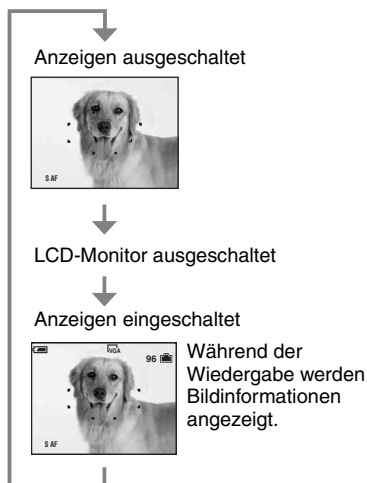 Anzeigen ausgeschaltet
S AF
LCD-Monitor ausgeschaltet
Anzeigen eingeschaltet
VGA
96
S AF
Während der
Wiedergabe werden
Bildinformationen
angezeigt.